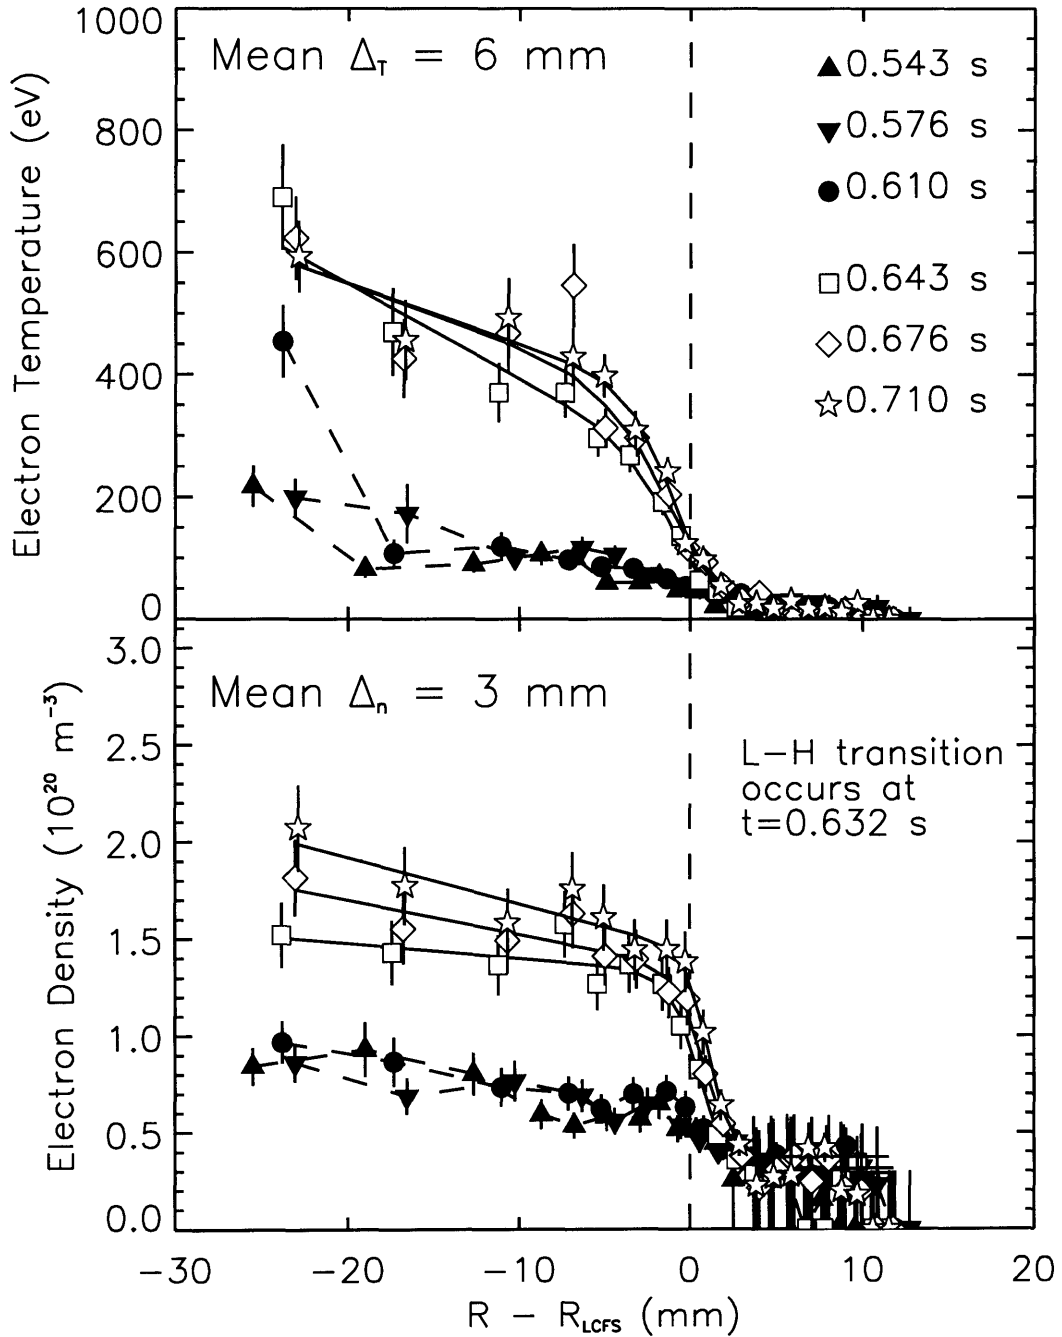 1000
800
600
400
200
0
Electron Temperature (eV)
Mean Δ_T = 6 mm
0.543 s
0.576 s
0.610 s
0.643 s
0.676 s
0.710 s
3.0
2.5
2.0
1.5
1.0
0.5
0.0
Electron Density (10²⁰ m⁻³)
Mean Δ_n = 3 mm
L-H transition
occurs at
t=0.632 s
-30 -20 -10 0 10 20
R - R_LCFS (mm)